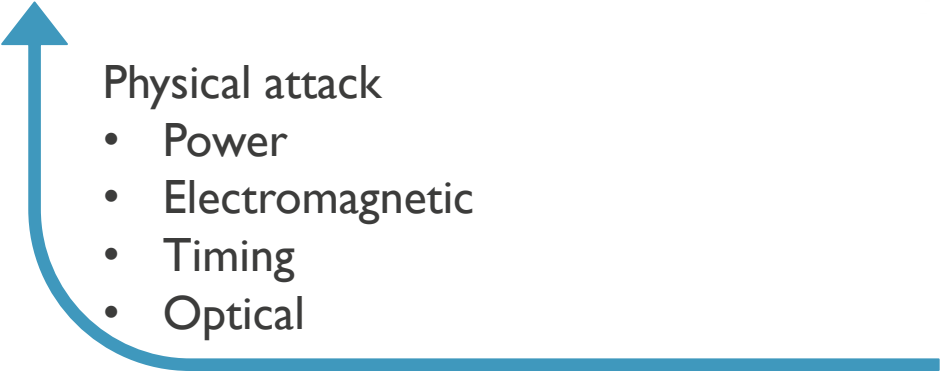 Physical attack
• Power
• Electromagnetic
• Timing
• Optical